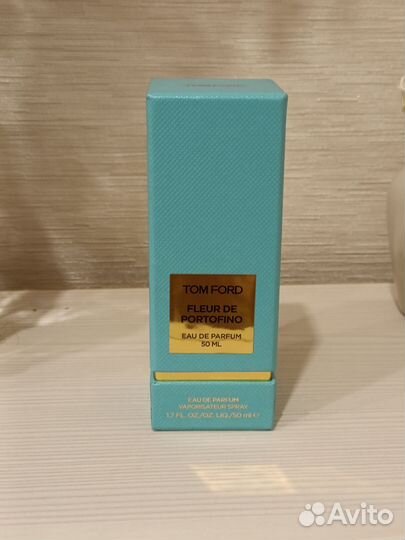 TOM FORD
FLEUR DE
PORTOFINO
EAU DE PARFUM
50 ML
EAU DE PARFUM
VAPORISATEUR SPRAY
1.7 FL. OZ./OZ. LIQ./50 ml ℮
Avito